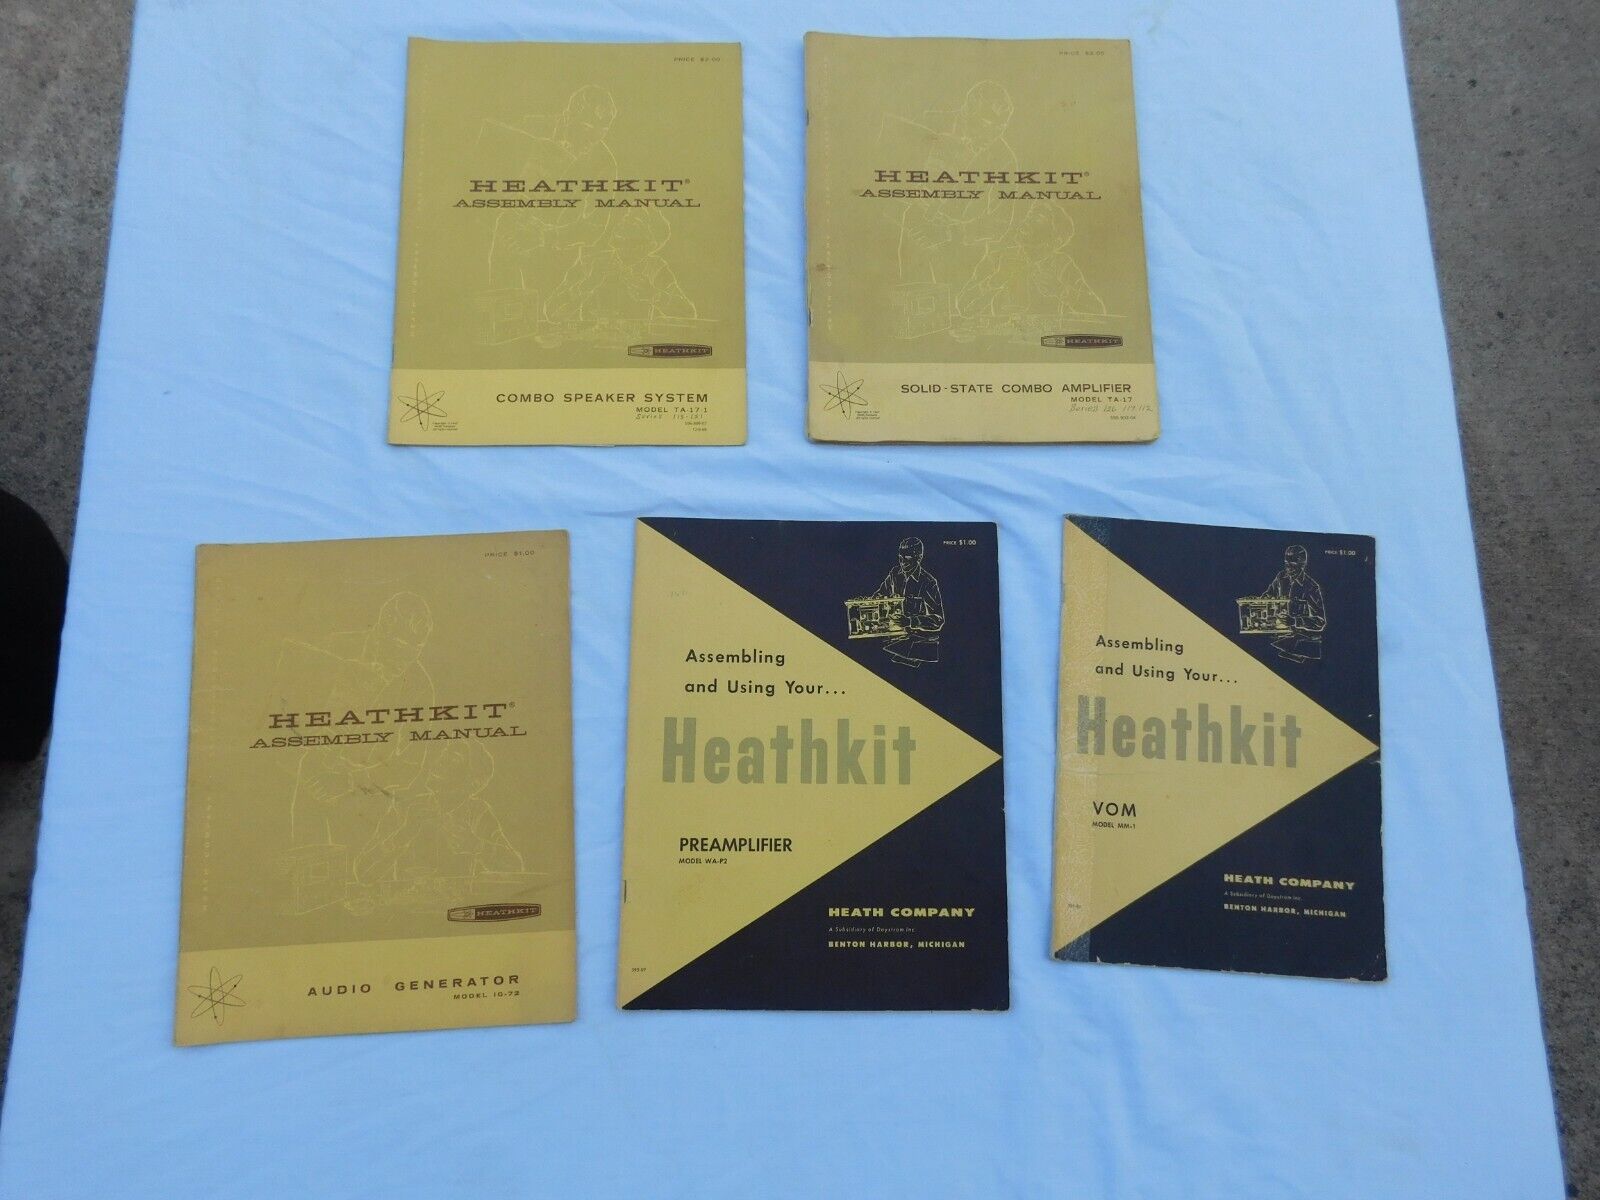 PRICE $2.00
HEATHKIT®
ASSEMBLY MANUAL
HEATHKIT
COMBO SPEAKER SYSTEM
MODEL TA-17 1
Series 115-161
PRICE $2.00
HEATHKIT®
ASSEMBLY MANUAL
HEATHKIT
SOLID-STATE COMBO AMPLIFIER
MODEL TA-17
PRICE $1.00
HEATHKIT®
ASSEMBLY MANUAL
HEATHKIT
AUDIO GENERATOR
MODEL IG-72
PRICE $1.00
Assembling
and Using Your...
Heathkit
PREAMPLIFIER
MODEL WA-P2
HEATH COMPANY
A Subsidiary of Daystrom Inc.
BENTON HARBOR, MICHIGAN
PRICE $1.00
Assembling
and Using Your...
Heathkit
VOM
MODEL MM-1
HEATH COMPANY
A Subsidiary of Daystrom Inc.
BENTON HARBOR, MICHIGAN